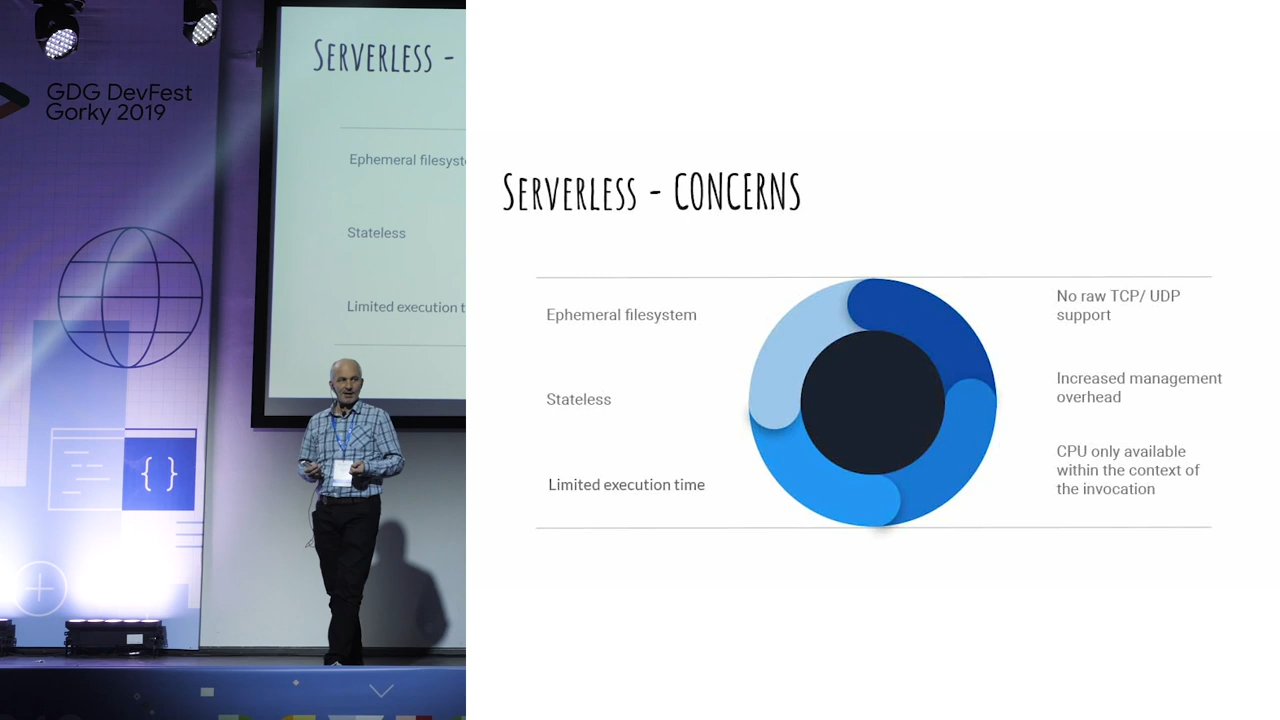 GDG DevFest
Gorky 2019
{ }
SERVERLESS -
Ephemeral filesyste
Stateless
Limited execution t
SERVERLESS - CONCERNS
Ephemeral filesystem
Stateless
Limited execution time
No raw TCP/ UDP
support
Increased management
overhead
CPU only available
within the context of
the invocation